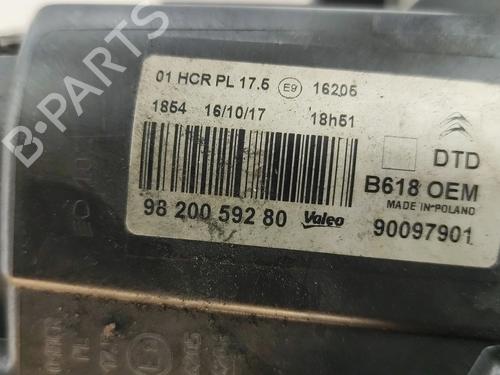 01 HCR PL 17.5 E9 16205
1854 16/10/17 18h51
DTD
B618 OEM
MADE IN POLAND
98 200 592 80 Valeo 90097901
B-PARTS